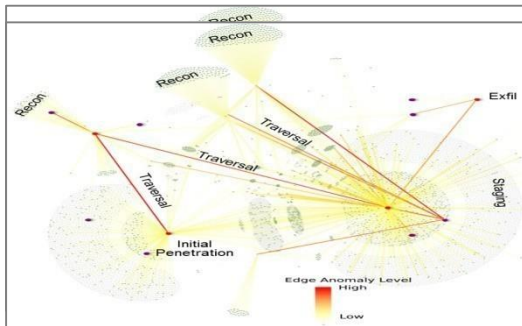 Recon
Recon
Recon
Recon
Exfil
Traversal
Traversal
Traversal
Staging
Initial
Penetration
Edge Anomaly Level
High
Low